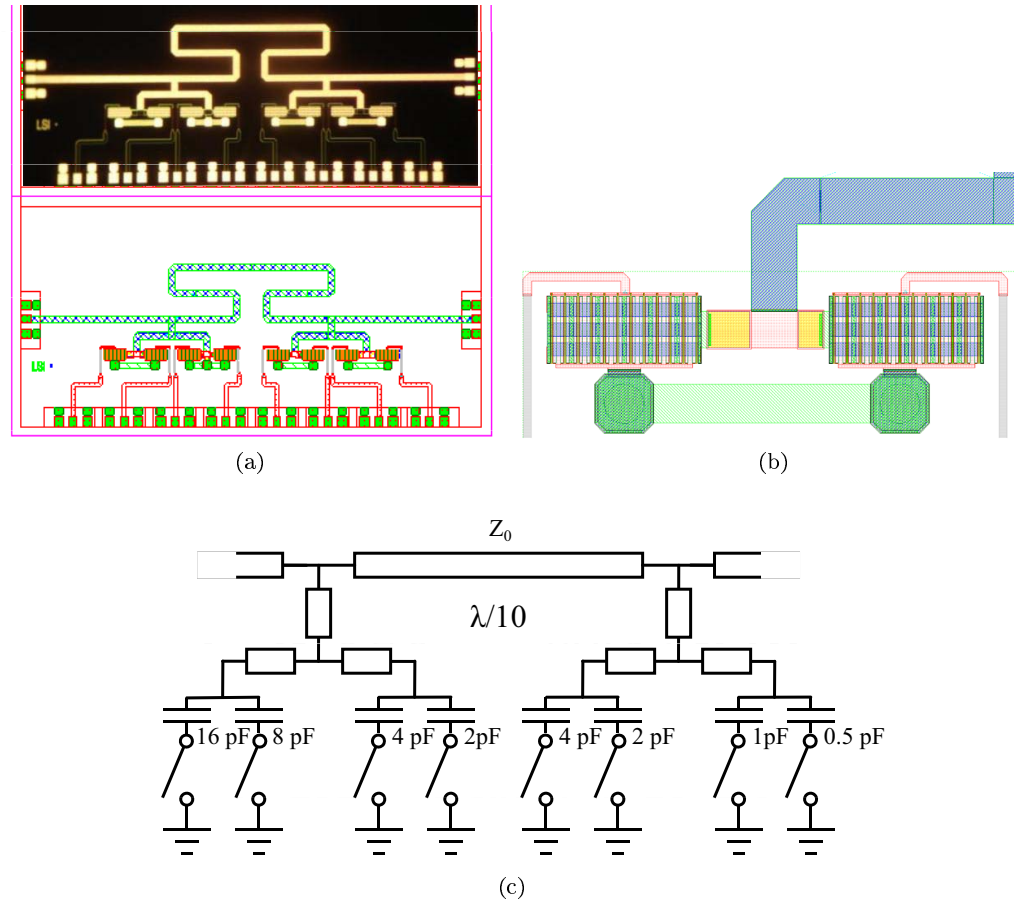 LSI
LSI
(a)
(b)
Z0
λ/10
16 pF 8 pF 4 pF 2pF 4 pF 2 pF 1pF 0.5 pF
(c)